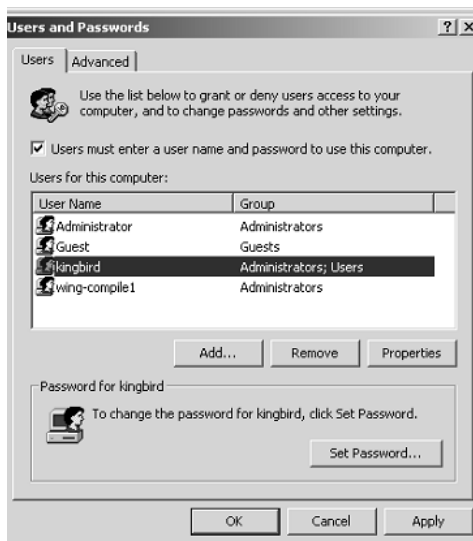 Users and Passwords
Users
Advanced
Use the list below to grant or deny users access to your
computer, and to change passwords and other settings.
Users must enter a user name and password to use this computer.
Users for this computer:
User Name Group
Administrator Administrators
Guest Guests
kingbird Administrators; Users
wing-compile1 Administrators
Add... Remove Properties
Password for kingbird
To change the password for kingbird, click Set Password.
Set Password...
OK Cancel Apply